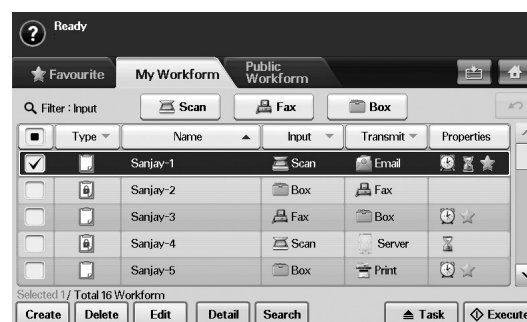 Ready
Favourite My Workform Public Workform
Filter : Input Scan Fax Box
Type Name Input Transmit Properties
Sanjay-1 Scan Email
Sanjay-2 Box Fax
Sanjay-3 Fax Box
Sanjay-4 Scan Server
Sanjay-5 Box Print
Selected 1/ Total 16 Workform
Create Delete Edit Detail Search Task Execute